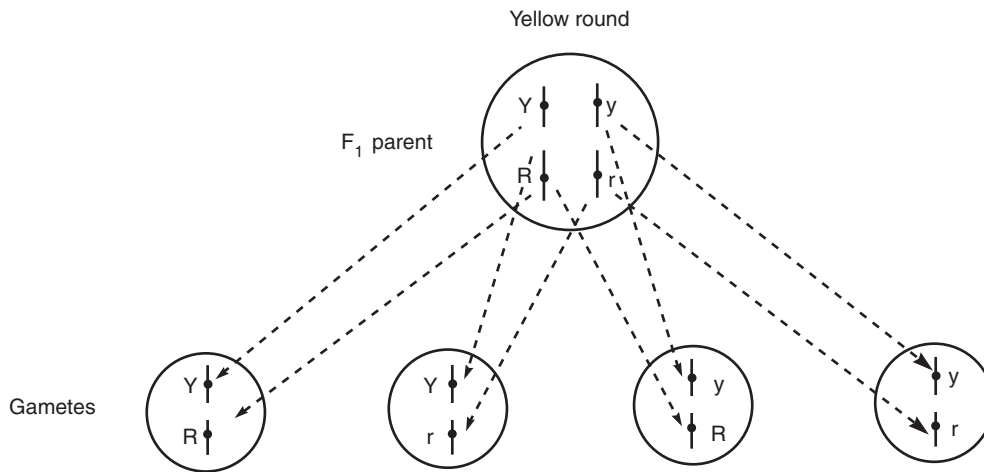 Yellow round
Y y
F₁ parent
R r
Y Y y y
Gametes
R r R r